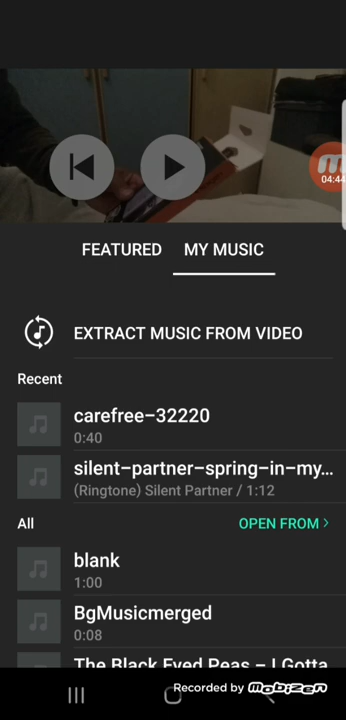 04:44
FEATURED MY MUSIC
EXTRACT MUSIC FROM VIDEO
Recent
carefree-32220
0:40
silent-partner-spring-in-my...
(Ringtone) Silent Partner / 1:12
All OPEN FROM >
blank
1:00
BgMusicmerged
0:08
The Black Eyed Peas – I Gotta
Recorded by mobizen